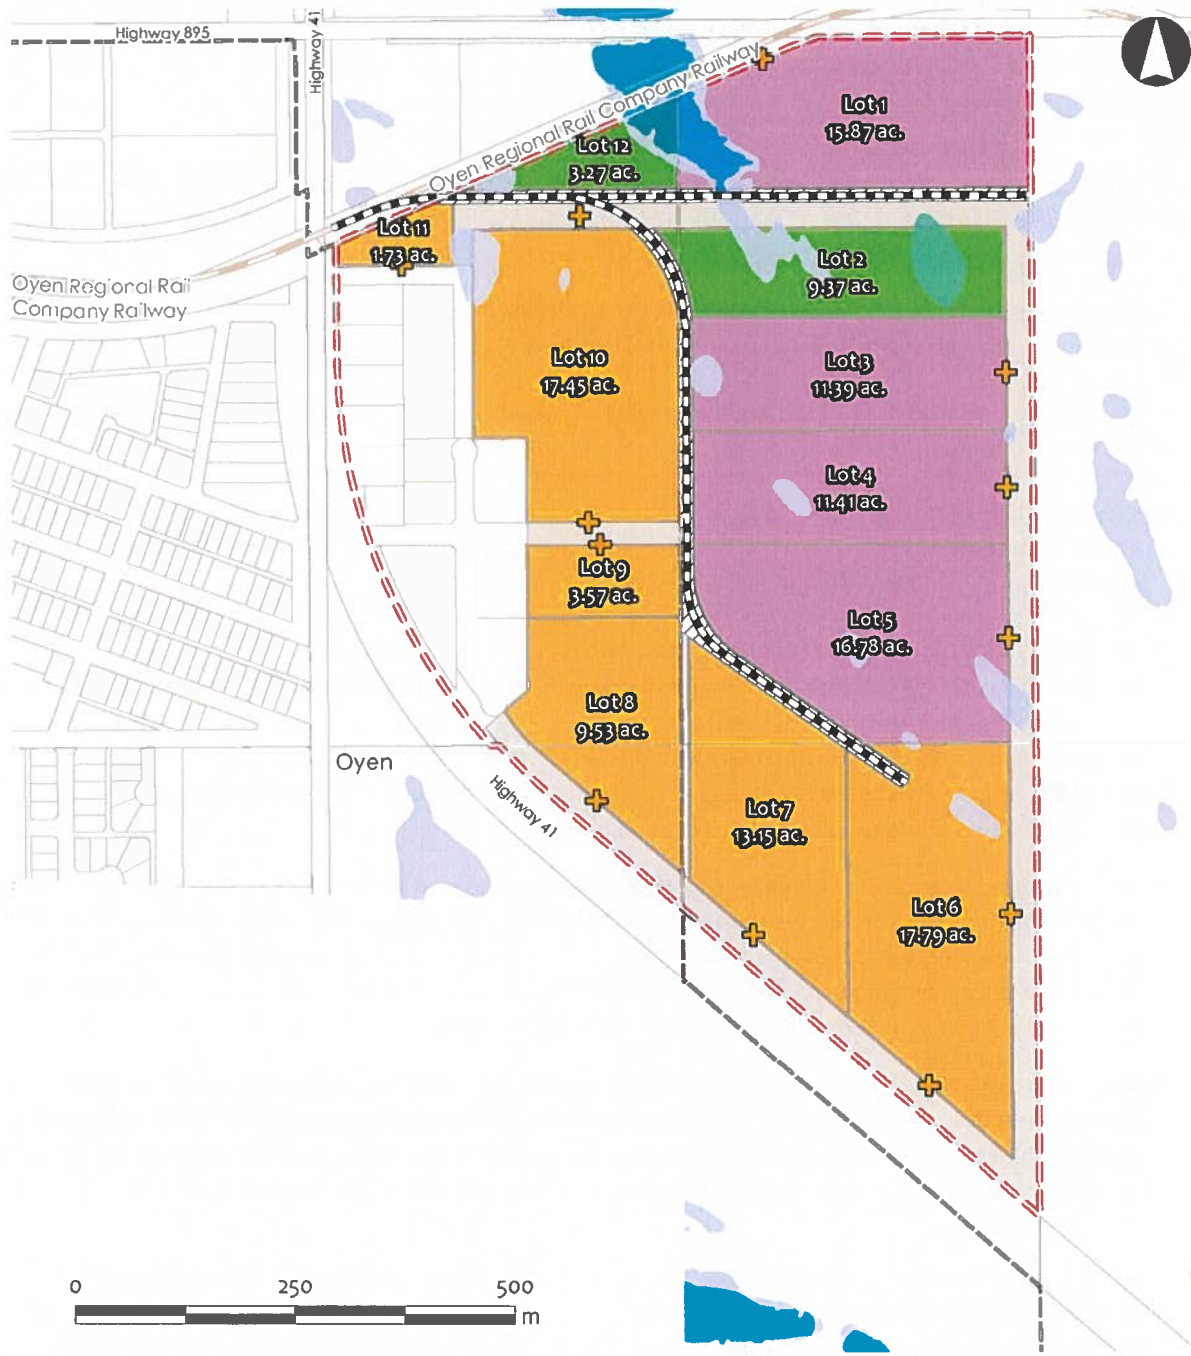 Highway 895
Highway 41
Oyen Regional Rail Company Railway
Lot 1
15.87 ac.
Lot 12
3.27 ac.
Lot 11
1.73 ac.
Lot 2
9.37 ac.
Oyen Regional Rail
Company Railway
Lot 10
17.45 ac.
Lot 3
11.39 ac.
Lot 4
11.41 ac.
Lot 9
3.57 ac.
Lot 5
16.78 ac.
Lot 8
9.53 ac.
Oyen
Highway 41
Lot 7
13.15 ac.
Lot 6
17.79 ac.
0 250 500
m